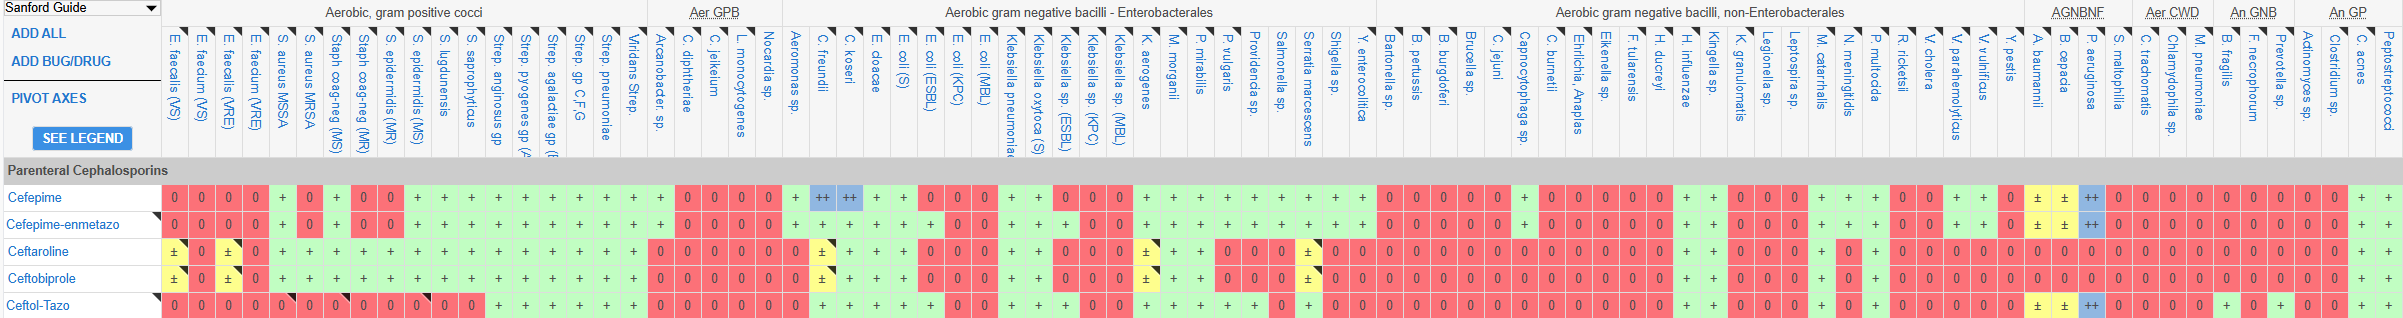 Sanford Guide
ADD ALL
ADD BUG/DRUG
PIVOT AXES
SEE LEGEND
Aerobic, gram positive cocci
Aer GPB
Aerobic gram negative bacilli - Enterobacterales
Aerobic gram negative bacilli, non-Enterobacterales
AGNBNF
Aer CWD
An GNB
An GP
E. faecalis (VS)
E. faecium (VS)
E. faecalis (VRE)
E. faecium (VRE)
S. aureus MSSA
S. aureus MRSA
Staph coag-neg (MS)
Staph coag-neg (MR)
S. epidermidis (MR)
S. epidermidis (MS)
S lugdunensis
S. saprophyticus
Strep. anginosus gp
Strep. pyogenes gp (A
Strep. agalactiae gp (B
Strep. gp C,F,G
Strep. pneumoniae
Viridans Strep.
Arcanobacter. sp.
C. diphtheriae
C. jeikeium
L. monocytogenes
Nocardia sp.
Aeromonas sp.
C. freundii
C. koseri
E. cloacae
E. coli (S)
E. coli (ESBL)
E. coli (KPC)
E. coli (MBL)
Klebsiella pneumoniae
Klebsiella oxytoca (S)
Klebsiella sp. (ESBL)
Klebsiella sp. (KPC)
Klebsiella sp. (MBL)
K. aerogenes
M. morganii
P. mirabilis
P. vulgaris
Providencia sp.
Salmonella sp.
Serratia marcescens
Shigella sp.
Y. enterocolitica
Bartonella sp.
B. pertussis
B. burgdoferi
Brucella sp.
C. jejuni
Capnocytophaga sp.
C. burnetii
Ehrlichia, Anaplas
Eikenella sp.
F. tularensis
H. ducreyi
H. influenzae
Kingella sp.
K. granulomatis
Legionella sp.
Leptospira sp.
M. catarrhalis
N. meningitidis
P. multocida
R. ricketsii
V. cholera
V. parahemolyticus
V. vulnificus
Y. pestis
A. baumannii
B. cepacia
P. aeruginosa
S. maltophilia
C. trachomatis
Chlamydophila sp.
M. pneumoniae
B. fragilis
F. necrophorum
Prevotella sp.
Actinomyces sp.
Clostridium sp.
C. acnes
Peptostreptococci
Parenteral Cephalosporins
Cefepime 0 0 0 0 + 0 + 0 0 + + + + + + + + + + 0 0 0 0 + ++ ++ + + 0 0 0 + + 0 0 0 + + + + + + + + + 0 0 0 0 0 + 0 0 0 0 0 + + 0 0 0 + + + 0 0 + + 0 ± ± ++ 0 0 0 0 0 0 0 0 0 + +
Cefepime-enmetazo 0 0 0 0 + 0 + 0 0 + + + + + + + + + + 0 0 0 0 + + + + + + 0 0 + + + 0 0 + + + + + + + + + 0 0 0 0 0 + 0 0 0 0 0 + + 0 0 0 + + + 0 0 + + 0 ± ± ++ 0 0 0 0 0 0 0 0 0 + +
Ceftaroline ± 0 ± 0 + + + + + + + + + + + + + + 0 0 0 0 0 0 ± + + + 0 0 0 + + 0 0 0 ± + + 0 0 0 ± 0 0 0 0 0 0 0 0 0 0 0 0 0 + + 0 0 0 + 0 + 0 0 0 0 0 0 0 0 0 0 0 0 0 0 0 0 0 + +
Ceftobiprole ± 0 ± 0 + + + + + + + + + + + + + + 0 0 0 0 0 0 ± + + + 0 0 0 + + 0 0 0 ± + + 0 0 0 ± 0 0 0 0 0 0 0 0 0 0 0 0 0 + + 0 0 0 + + + 0 0 0 0 0 0 0 0 0 0 0 0 0 0 0 0 0 + +
Ceftol-Tazo 0 0 0 0 0 0 0 0 0 0 0 0 + + + + + + 0 0 0 0 0 0 + + + + + 0 0 + + + 0 0 + + + + + 0 + 0 0 0 0 0 0 0 0 0 0 0 0 0 + + 0 0 0 + 0 + 0 0 0 0 0 ± ± ++ 0 0 0 0 + 0 + 0 0 + +